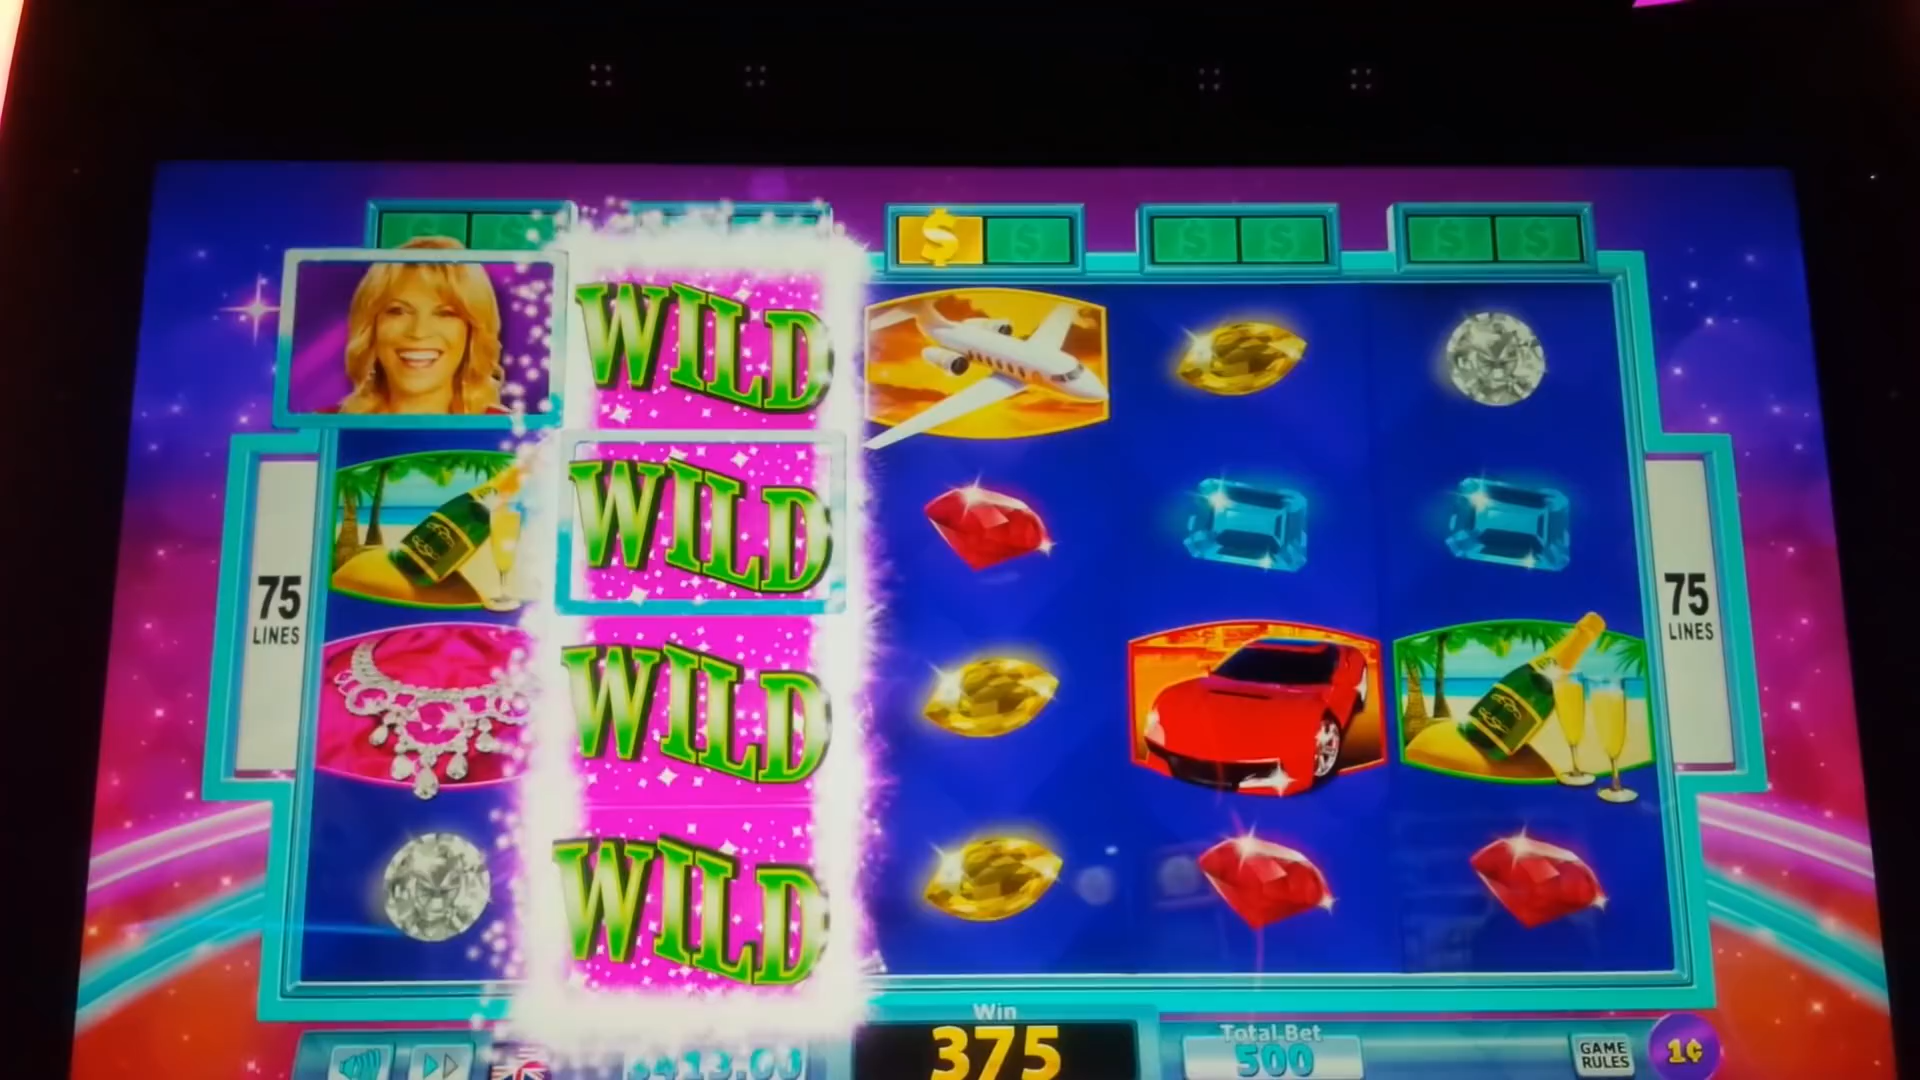 $ $
WILD
WILD
WILD
WILD
75
LINES
75
LINES
Win
375
Total Bet
500
GAME
RULES
1¢